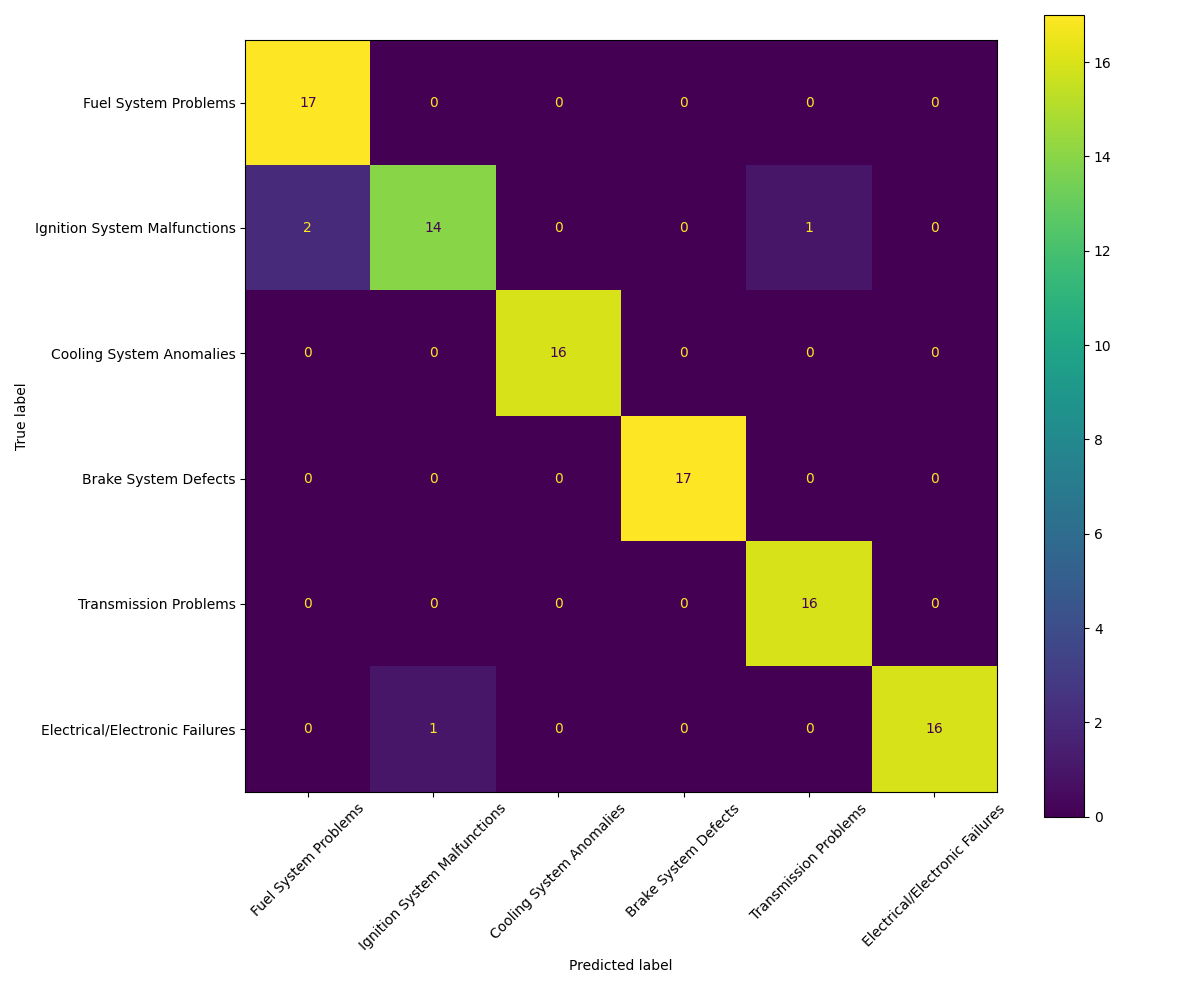 Fuel System Problems 17 0 0 0 0 0
Ignition System Malfunctions 2 14 0 0 1 0
Cooling System Anomalies 0 0 16 0 0 0
Brake System Defects 0 0 0 17 0 0
Transmission Problems 0 0 0 0 16 0
Electrical/Electronic Failures 0 1 0 0 0 16
True label
Fuel System Problems
Ignition System Malfunctions
Cooling System Anomalies
Brake System Defects
Transmission Problems
Electrical/Electronic Failures
Predicted label
16
14
12
10
8
6
4
2
0